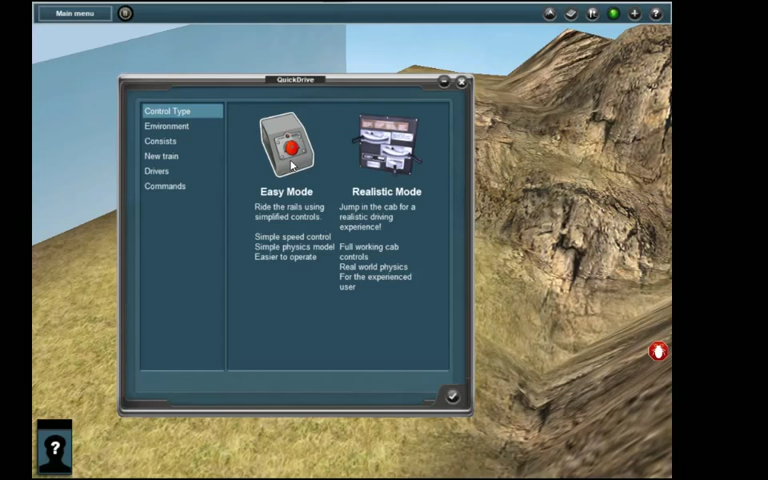 Main menu
?
QuickDrive
Control Type
Environment
Consists
New train
Drivers
Commands
Easy Mode
Ride the rails using
simplified controls.
Simple speed control
Simple physics model
Easier to operate
Realistic Mode
Jump in the cab for a
realistic driving
experience!
Full working cab
controls
Real world physics
For the experienced
user
?